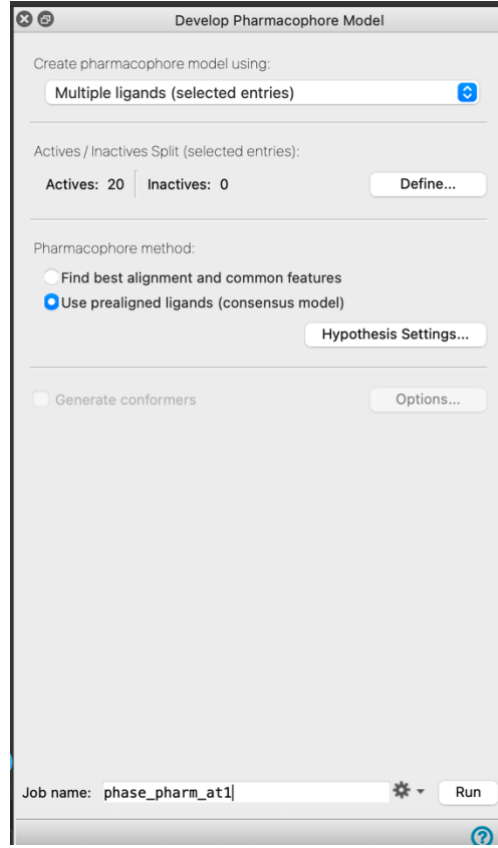 Develop Pharmacophore Model
Create pharmacophore model using:
Multiple ligands (selected entries)
Actives / Inactives Split (selected entries):
Actives: 20 Inactives: 0 Define...
Pharmacophore method:
Find best alignment and common features
Use prealigned ligands (consensus model)
Hypothesis Settings...
Generate conformers Options...
Job name: phase_pharm_at1 Run
?